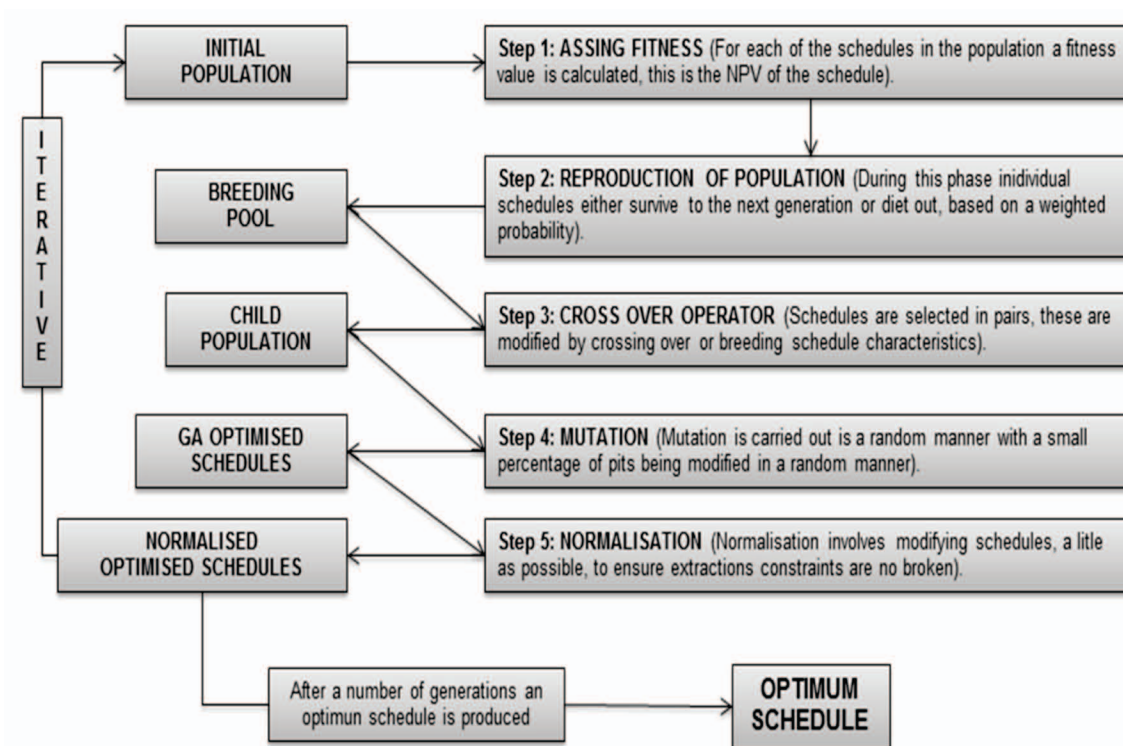 INITIAL
POPULATION
Step 1: ASSING FITNESS (For each of the schedules in the population a fitness
value is calculated, this is the NPV of the schedule).
ITERATIVE
BREEDING
POOL
Step 2: REPRODUCTION OF POPULATION (During this phase inidividual
schedules either survive to the next generation or diet out, based on a weighted
probability).
CHILD
POPULATION
Step 3: CROSS OVER OPERATOR (Schedules are selected in pairs, these are
modified by crossing over or breeding schedule characteristics).
GA OPTIMISED
SCHEDULES
Step 4: MUTATION (Mutation is carried out is a random manner with a small
percentage of pits being modified in a random manner).
NORMALISED
OPTIMISED SCHEDULES
Step 5: NORMALISATION (Normalisation involves modifying schedules, a litle
as possible, to ensure extractions constraints are no broken).
After a number of generations an
optimun schedule is produced
OPTIMUM
SCHEDULE